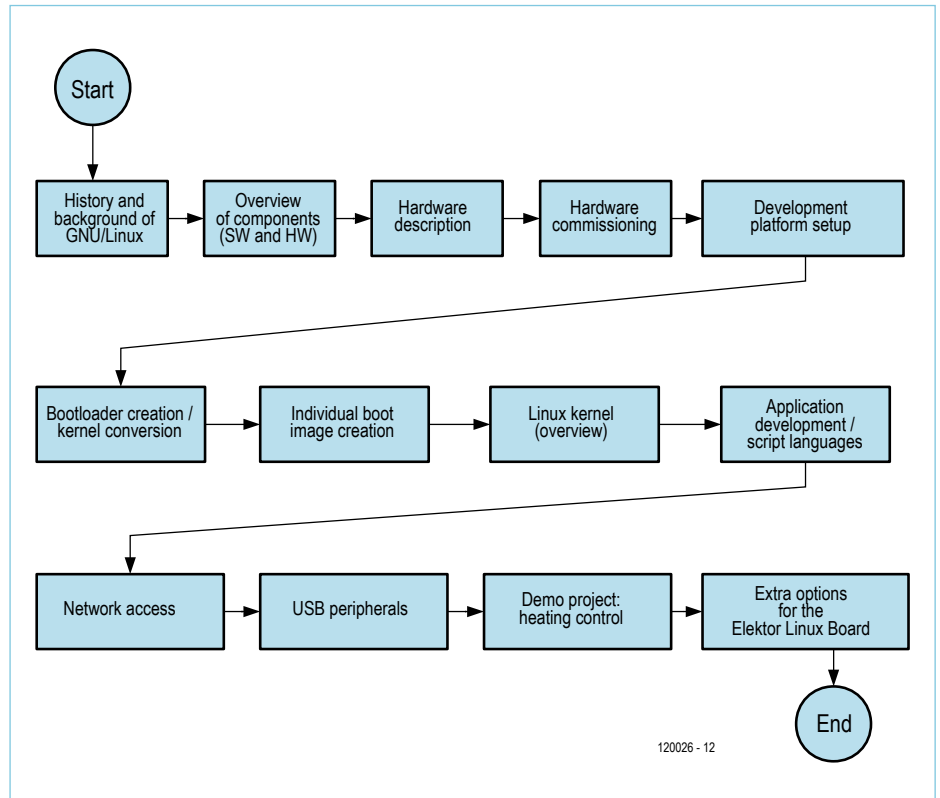 Start
History and
background of
GNU/Linux
Overview
of components
(SW and HW)
Hardware
description
Hardware
commissioning
Development
platform setup
Bootloader creation /
kernel conversion
Individual boot
image creation
Linux kernel
(overview)
Application
development /
script languages
Network access
USB peripherals
Demo project:
heating control
Extra options
for the
Elektor Linux Board
End
120026 - 12